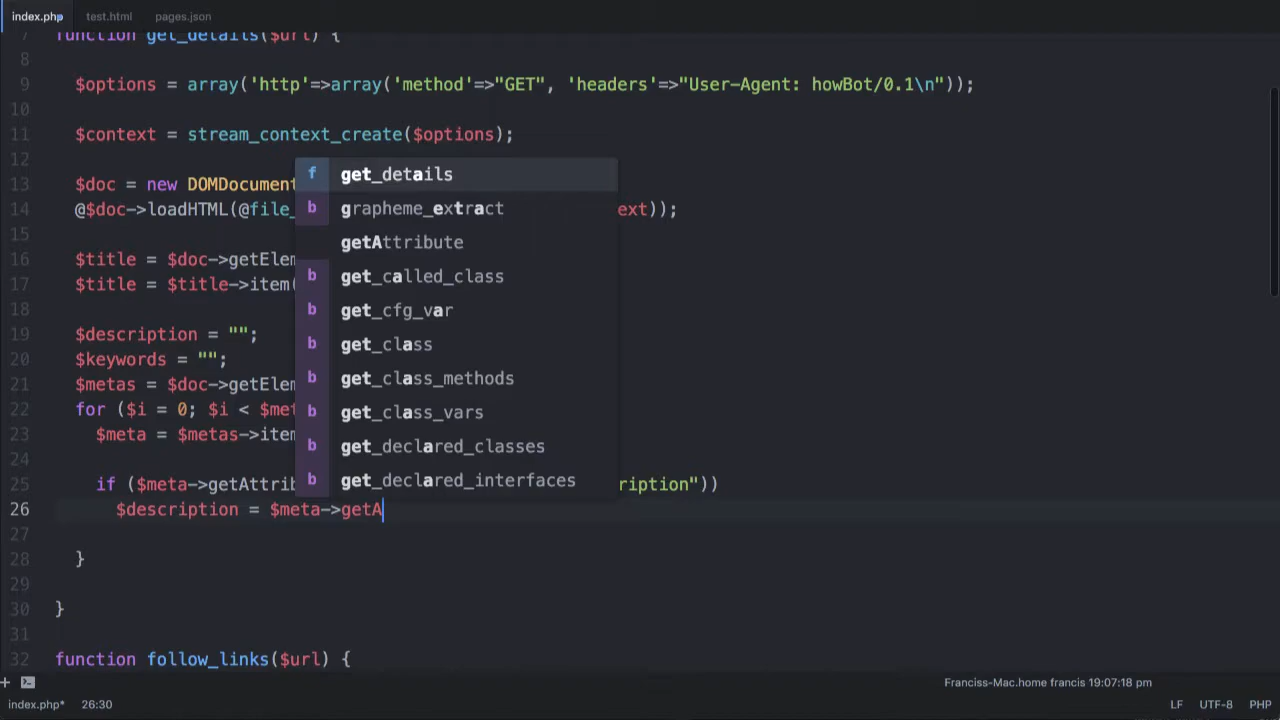 index.php test.html pages.json
7 function get_details($url) {
8
9 $options = array('http'=>array('method'=>"GET", 'headers'=>"User-Agent: howBot/0.1\n"));
10
11 $context = stream_context_create($options);
12
13 $doc = new DOMDocument
14 @$doc->loadHTML(@file_ ext));
15
16 $title = $doc->getElem
17 $title = $title->item(
18
19 $description = "";
20 $keywords = "";
21 $metas = $doc->getElem
22 for ($i = 0; $i < $met
23 $meta = $metas->item
24
25 if ($meta->getAttrib ription"))
26 $description = $meta->getA
27
28 }
29
30 }
31
32 function follow_links($url) {
f get_details
b grapheme_extract
getAttribute
b get_called_class
b get_cfg_var
b get_class
b get_class_methods
b get_class_vars
b get_declared_classes
b get_declared_interfaces
+ Franciss-Mac.home francis 19:07:18 pm
index.php* 26:30 LF UTF-8 PHP